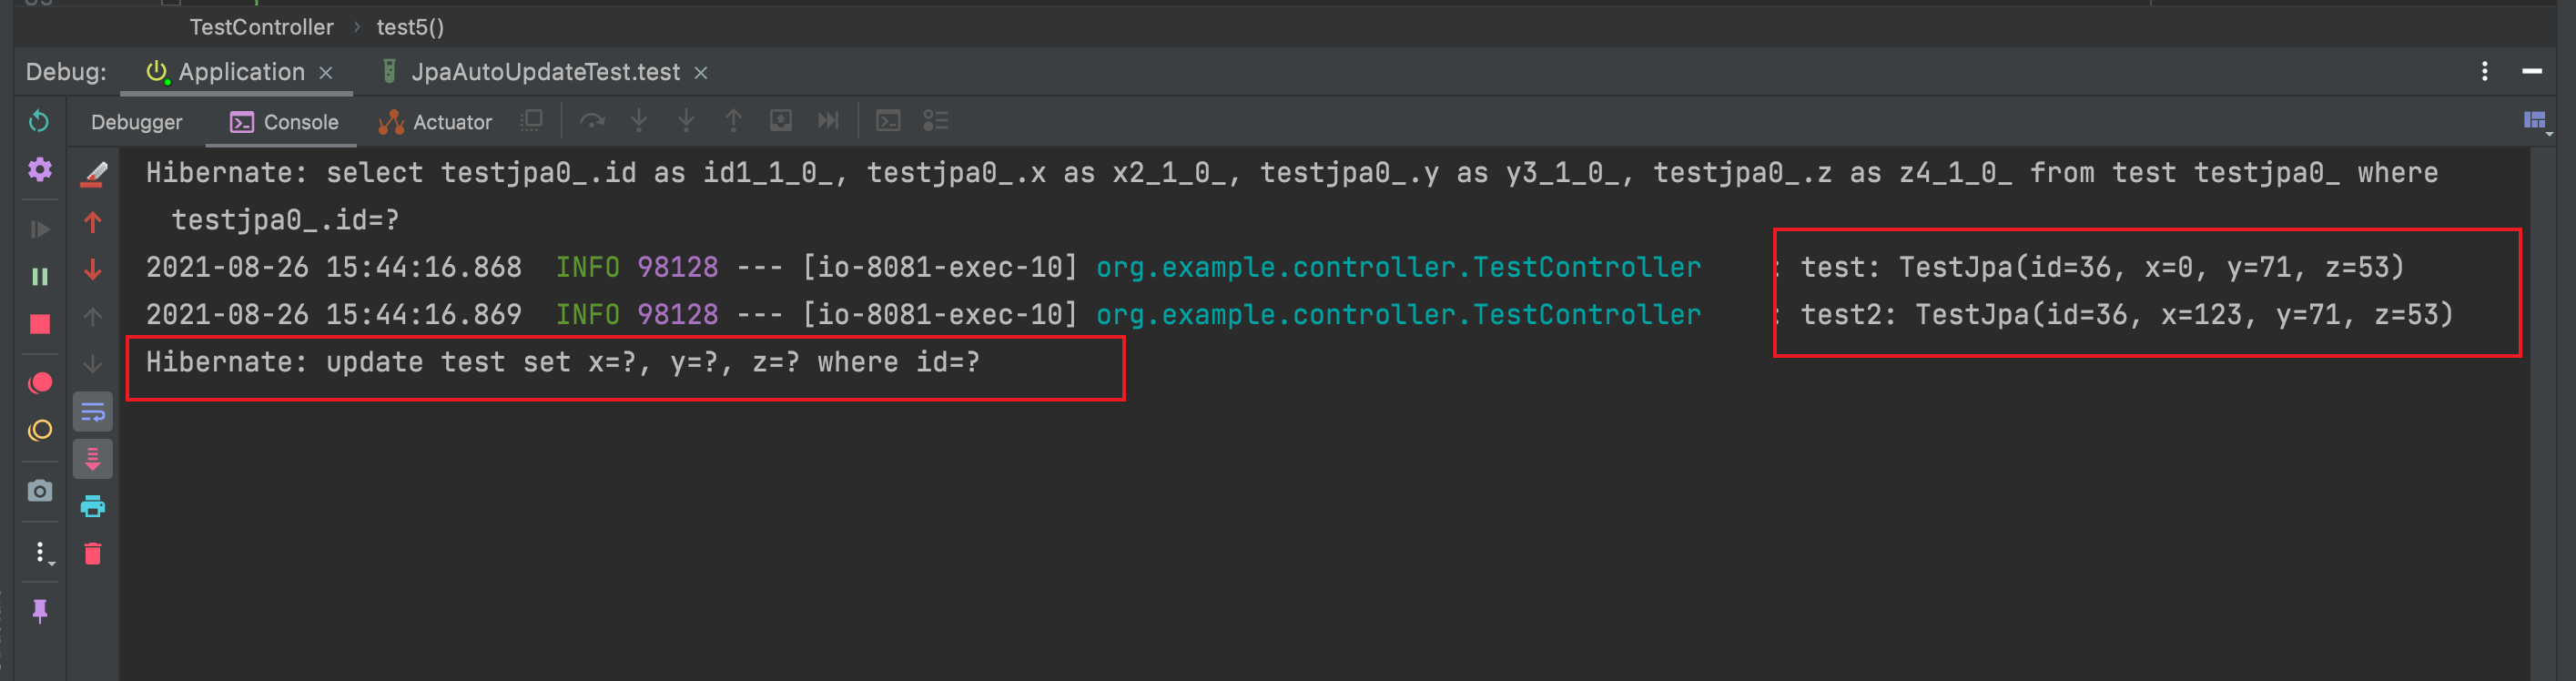 TestController › test5()
Debug: Application × JpaAutoUpdateTest.test ×
Debugger Console Actuator
Hibernate: select testjpa0_.id as id1_1_0_, testjpa0_.x as x2_1_0_, testjpa0_.y as y3_1_0_, testjpa0_.z as z4_1_0_ from test testjpa0_ where
testjpa0_.id=?
2021-08-26 15:44:16.868 INFO 98128 --- [io-8081-exec-10] org.example.controller.TestController : test: TestJpa(id=36, x=0, y=71, z=53)
2021-08-26 15:44:16.869 INFO 98128 --- [io-8081-exec-10] org.example.controller.TestController : test2: TestJpa(id=36, x=123, y=71, z=53)
Hibernate: update test set x=?, y=?, z=? where id=?